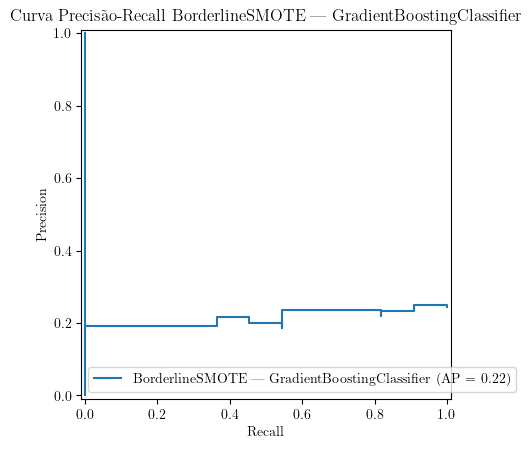 Curva Precisão-Recall BorderlineSMOTE — GradientBoostingClassifier
1.0
0.8
0.6
0.4
0.2
0.0
Precision
BorderlineSMOTE — GradientBoostingClassifier (AP = 0.22)
0.0 0.2 0.4 0.6 0.8 1.0
Recall